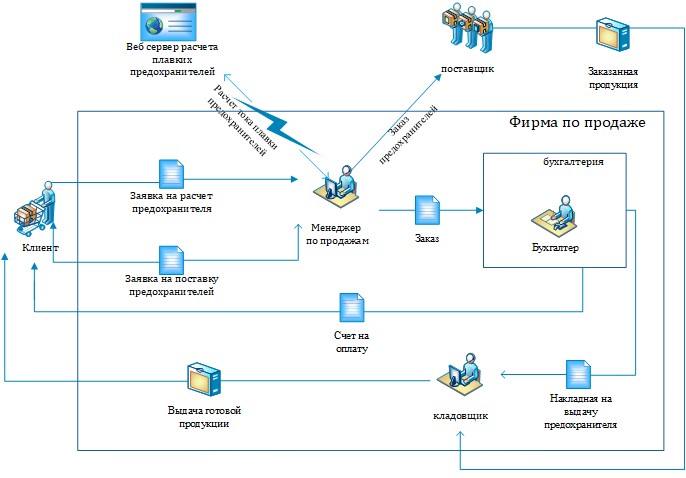 Веб сервер расчета
плавких
предохранителей
поставщик
Заказанная
продукция
Расчет тока плавки
предохранителей
Заказ
предохранителей
Фирма по продаже
бухгалтерия
Заявка на расчет
предохранителя
Менеджер
по продажам
Заказ
Бухгалтер
Клиент
Заявка на поставку
предохранителей
Счет на
оплату
Выдача готовой
продукции
кладовщик
Накладная на
выдачу
предохранителя